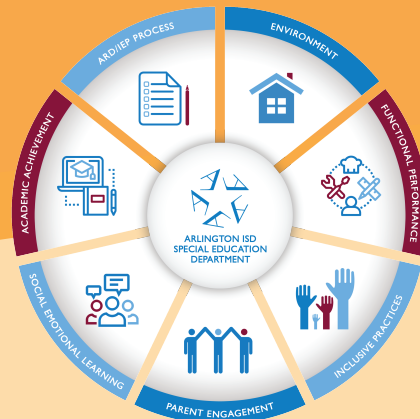 ARD/IEP PROCESS
ENVIRONMENT
FUNCTIONAL PERFORMANCE
INCLUSIVE PRACTICES
PARENT ENGAGEMENT
SOCIAL EMOTIONAL LEARNING
ACADEMIC ACHIEVEMENT
A A A A A
ARLINGTON ISD
SPECIAL EDUCATION
DEPARTMENT